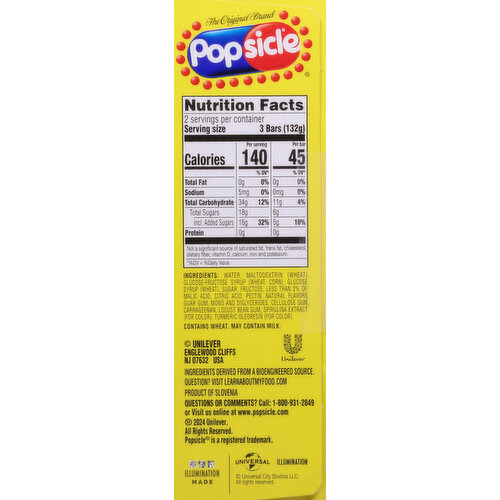 The Original Brand
Popsicle®
Nutrition Facts
2 servings per container
Serving size 3 Bars (132g)
Per serving Per bar
Calories 140 45
% DV* % DV*
Total Fat 0g 0% 0g 0%
Sodium 5mg 0% 0mg 0%
Total Carbohydrate 34g 12% 11g 4%
Total Sugars 18g 6g
Incl. Added Sugars 16g 32% 5g 10%
Protein 0g 0g
Not a significant source of saturated fat, trans fat, cholesterol,
dietary fiber, vitamin D, calcium, iron and potassium.
*%DV = %Daily Value
INGREDIENTS: WATER, MALTODEXTRIN (WHEAT),
GLUCOSE-FRUCTOSE SYRUP (WHEAT, CORN), GLUCOSE
SYRUP (WHEAT), SUGAR, FRUCTOSE, LESS THAN 2% OF:
MALIC ACID, CITRIC ACID, PECTIN, NATURAL FLAVORS,
GUAR GUM, MONO AND DIGLYCERIDES, CELLULOSE GUM,
CARRAGEENAN, LOCUST BEAN GUM, SPIRULINA EXTRACT
(FOR COLOR), TURMERIC OLEORESIN (FOR COLOR).
CONTAINS WHEAT. MAY CONTAIN MILK.
© UNILEVER
ENGLEWOOD CLIFFS
NJ 07632 USA
Unilever
INGREDIENTS DERIVED FROM A BIOENGINEERED SOURCE.
QUESTION? VISIT LEARNABOUTMYFOOD.COM
PRODUCT OF SLOVENIA
QUESTIONS OR COMMENTS? Call: 1-800-931-2849
or Visit us online at www.popsicle.com
® 2024 Unilever.
All Rights Reserved.
Popsicle® is a registered trademark.
ILLUMINATION
MADE
UNIVERSAL ILLUMINATION
© Universal City Studios LLC.
All rights reserved.